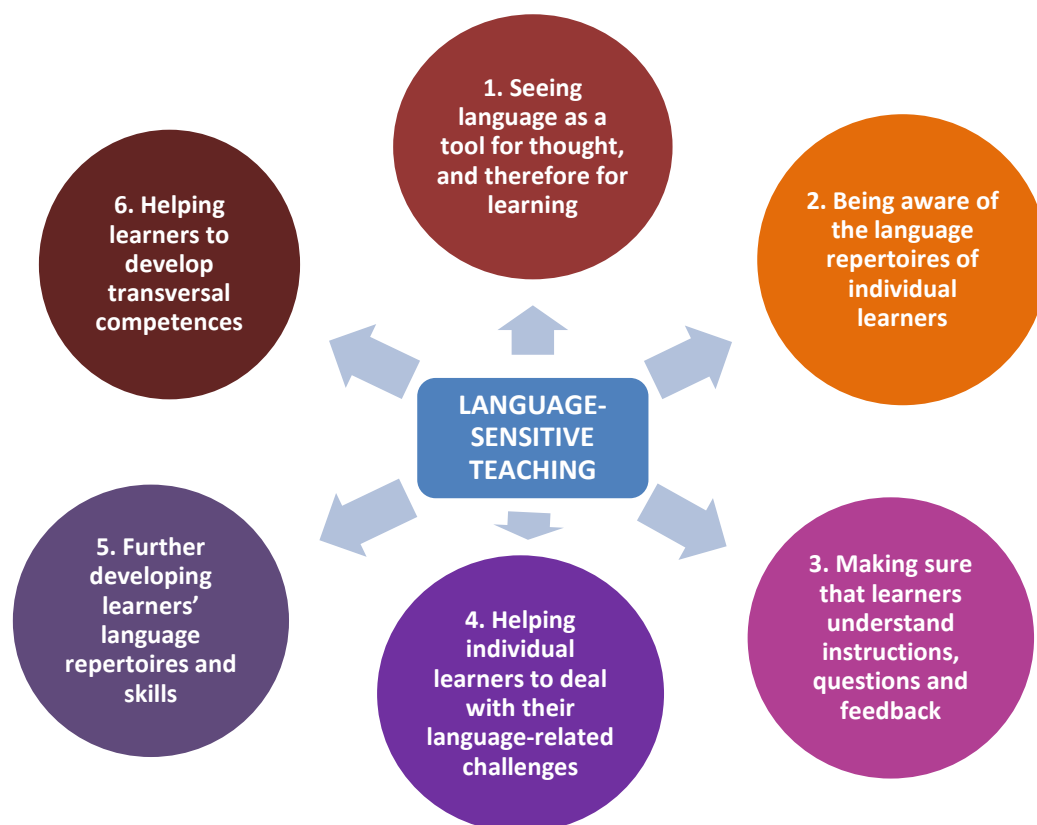 1. Seeing
language as a
tool for thought,
and therefore for
learning
2. Being aware of
the language
repertoires of
individual
learners
3. Making sure
that learners
understand
instructions,
questions and
feedback
4. Helping
individual
learners to deal
with their
language-related
challenges
5. Further
developing
learners’
language
repertoires and
skills
6. Helping
learners to
develop
transversal
competences
LANGUAGE-
SENSITIVE
TEACHING